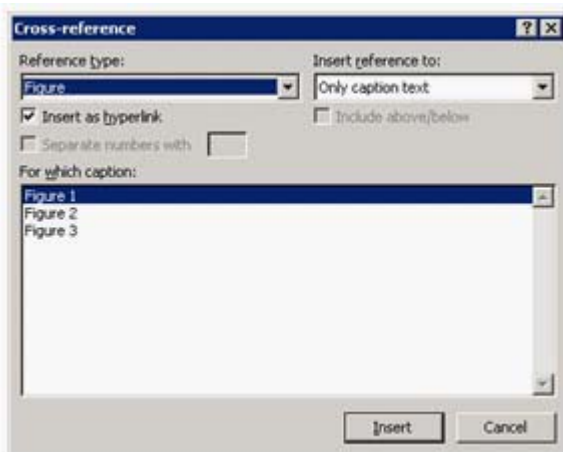 Cross-reference
Reference type: Insert reference to:
Figure Only caption text
Insert as hyperlink Include above/below
Separate numbers with
For which caption:
Figure 1
Figure 2
Figure 3
Insert Cancel